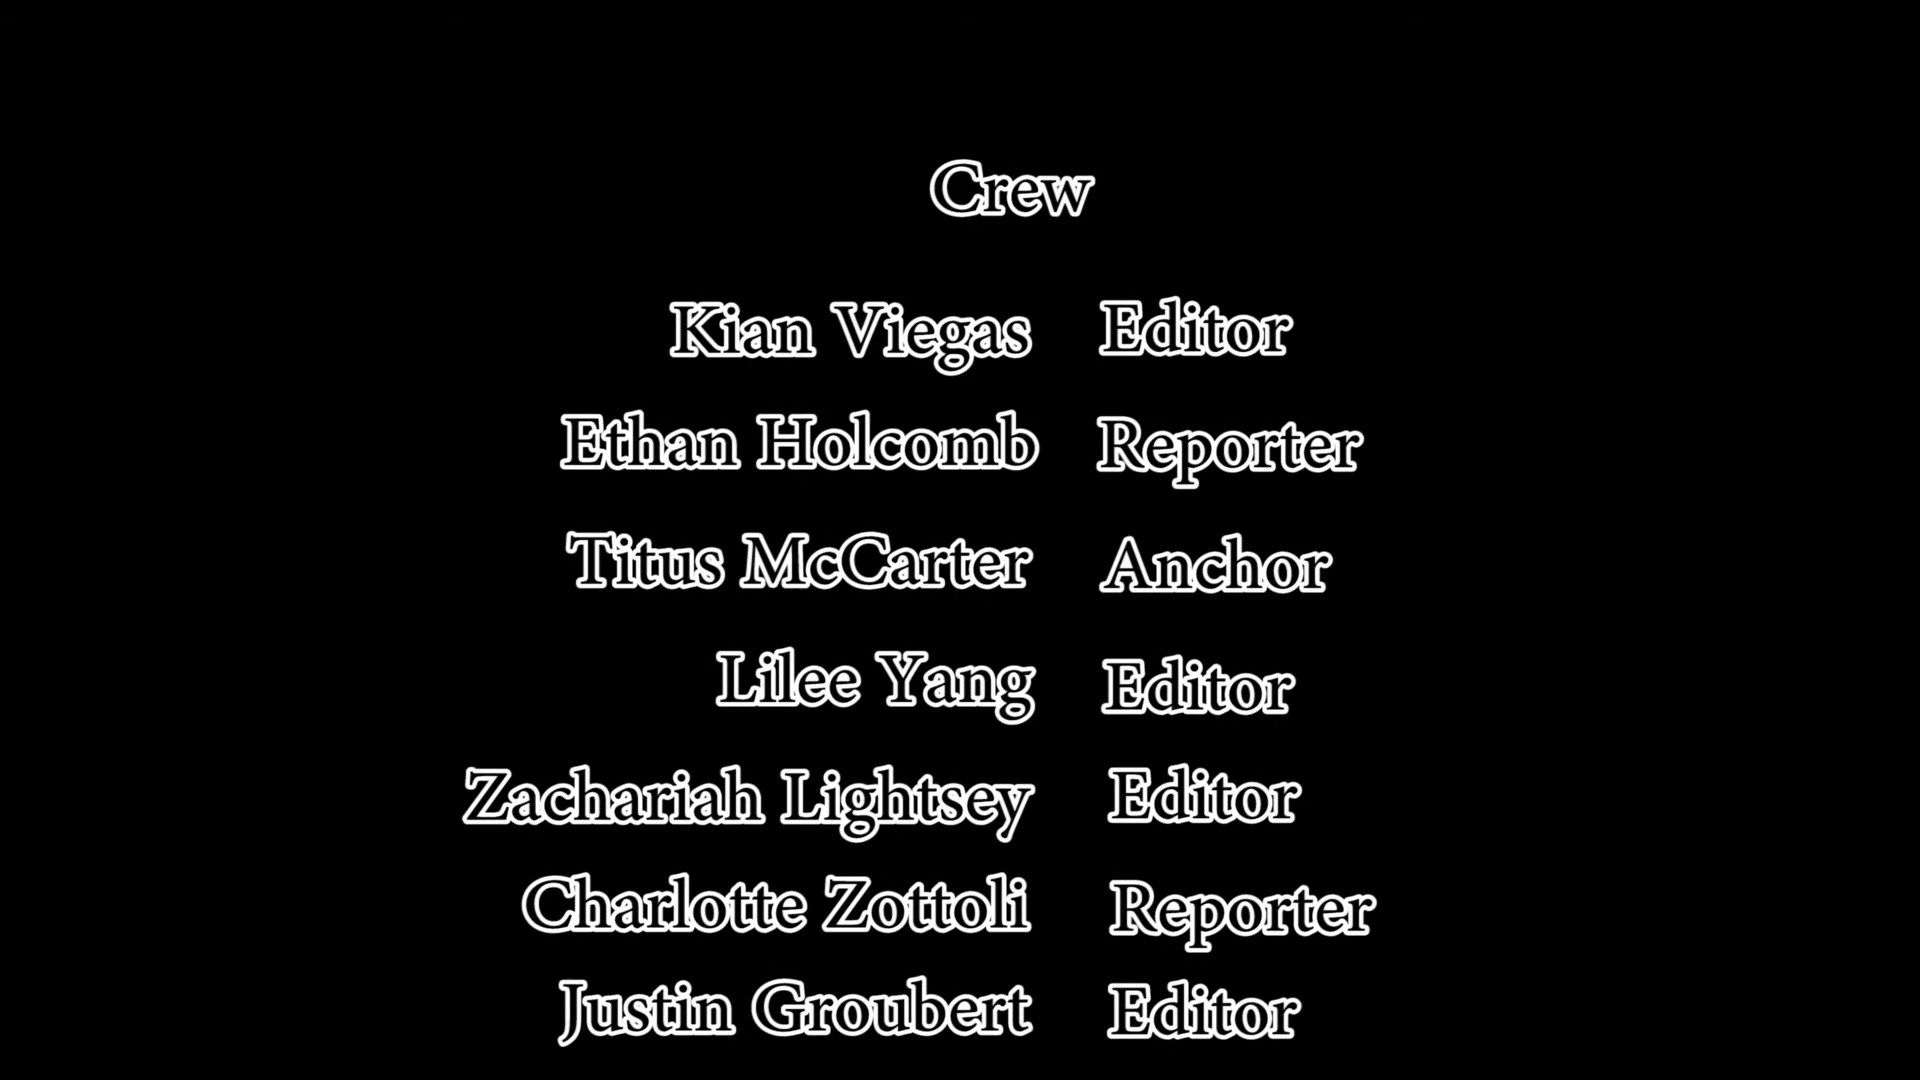 Crew
Kian Viegas Editor
Ethan Holcomb Reporter
Titus McCarter Anchor
Lilee Yang Editor
Zachariah Lightsey Editor
Charlotte Zottoli Reporter
Justin Groubert Editor